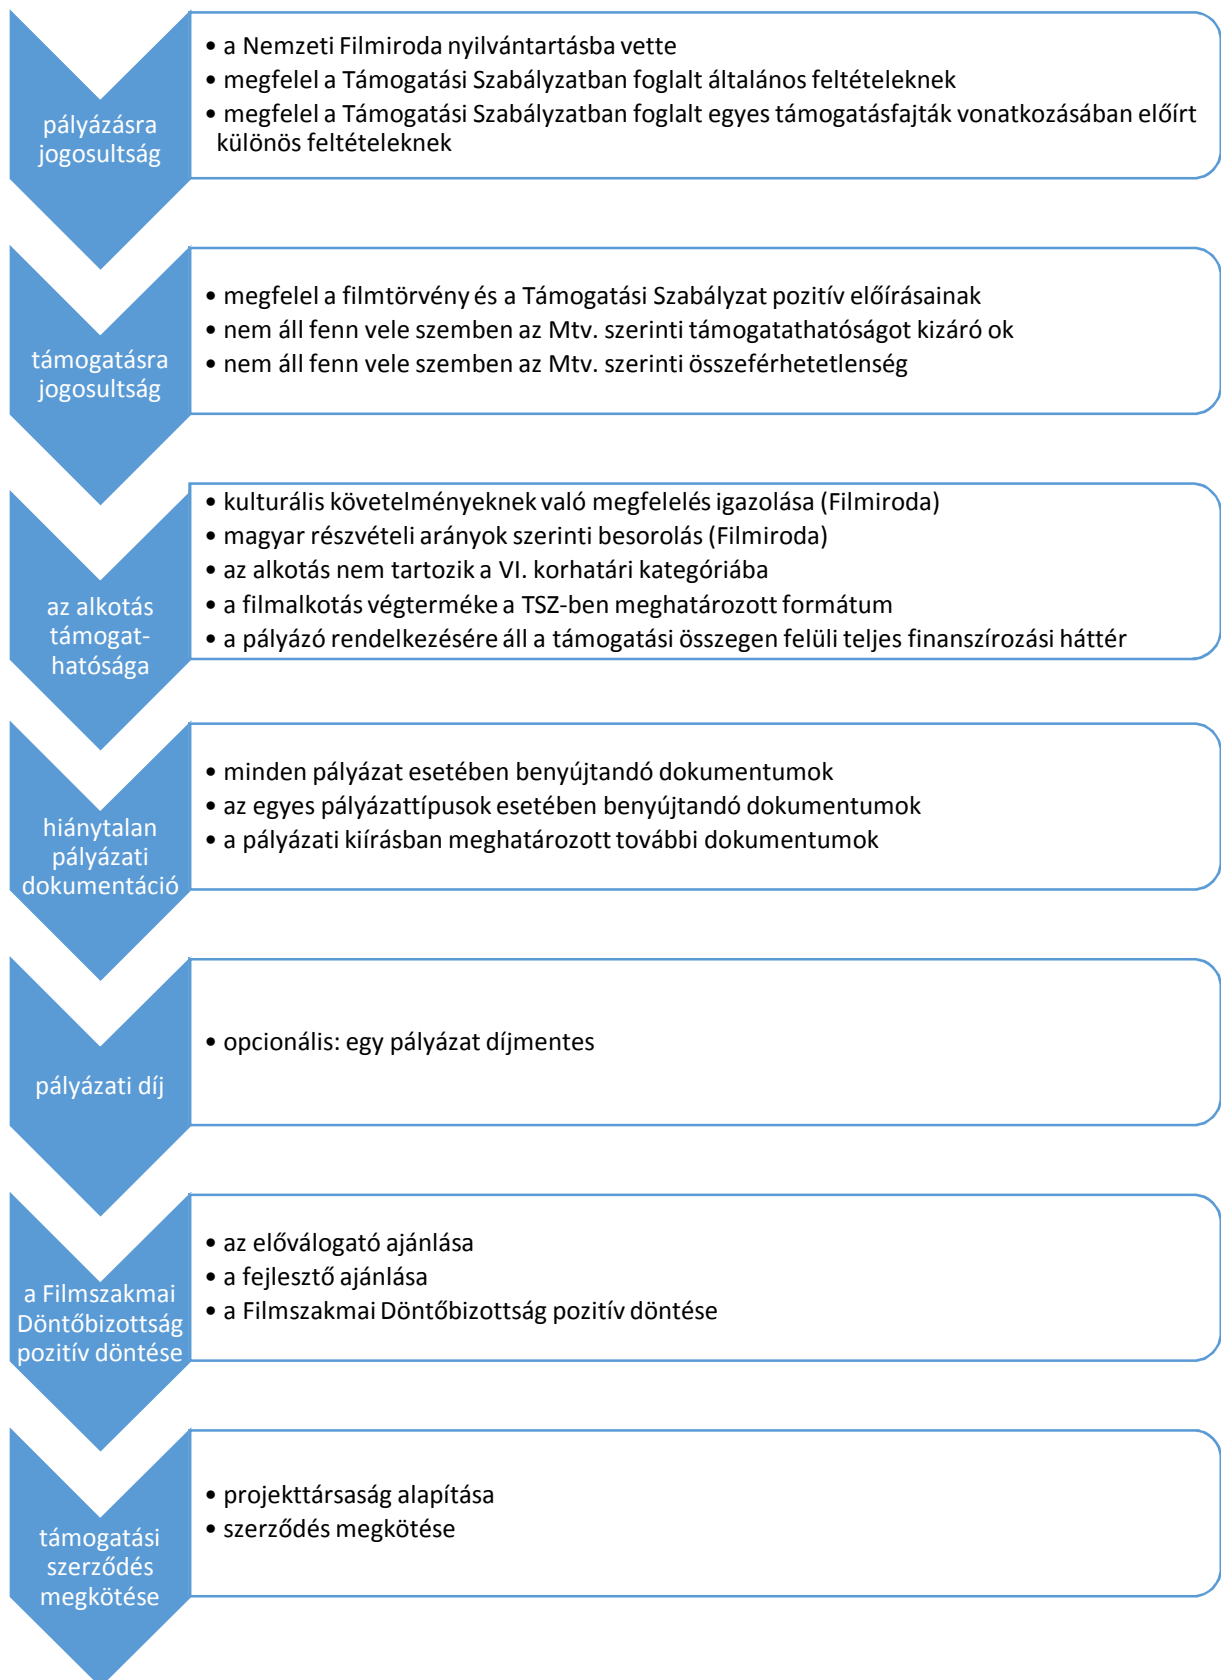 pályázásra
jogosultság
• a Nemzeti Filmiroda nyilvántartásba vette
• megfelel a Támogatási Szabályzatban foglalt általános feltételeknek
• megfelel a Támogatási Szabályzatban foglalt egyes támogatásfajták vonatkozásában előírt
különös feltételeknek
támogatásra
jogosultság
• megfelel a filmtörvény és a Támogatási Szabályzat pozitív előírásainak
• nem áll fenn vele szemben az Mtv. szerinti támogatathatóságot kizáró ok
• nem áll fenn vele szemben az Mtv. szerinti összeférhetetlenség
az alkotás
támogat-
hatósága
• kulturális követelményeknek való megfelelés igazolása (Filmiroda)
• magyar részvételi arányok szerinti besorolás (Filmiroda)
• az alkotás nem tartozik a VI. korhatári kategóriába
• a filmalkotás végterméke a TSZ-ben meghatározott formátum
• a pályázó rendelkezésére áll a támogatási összegen felüli teljes finanszírozási háttér
hiánytalan
pályázati
dokumentáció
• minden pályázat esetében benyújtandó dokumentumok
• az egyes pályázattípusok esetében benyújtandó dokumentumok
• a pályázati kiírásban meghatározott további dokumentumok
pályázati díj
• opcionális: egy pályázat díjmentes
a Filmszakmai
Döntőbizottság
pozitív döntése
• az előválogató ajánlása
• a fejlesztő ajánlása
• a Filmszakmai Döntőbizottság pozitív döntése
támogatási
szerződés
megkötése
• projekttársaság alapítása
• szerződés megkötése